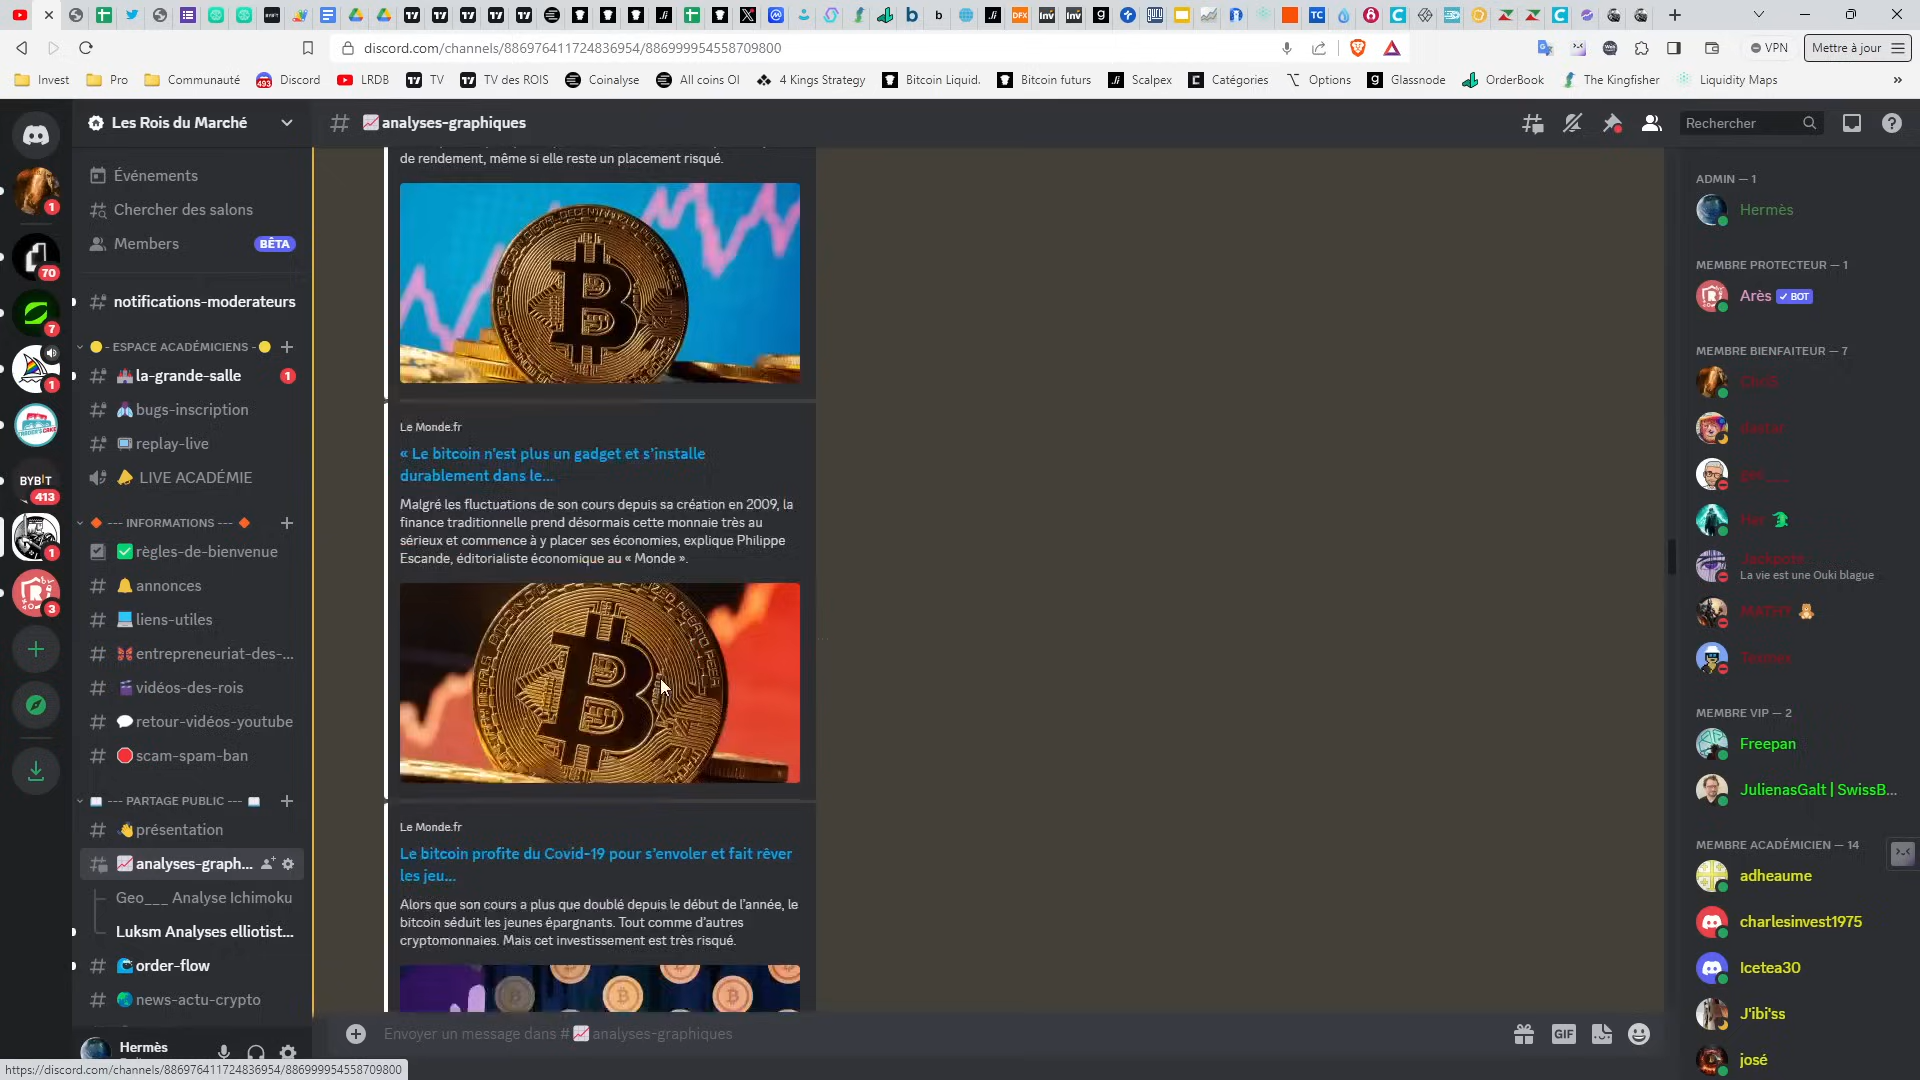 discord.com/channels/886976411724836954/886999954558709800
VPN
Mettre à jour
Invest
Pro
Communauté
Discord
LRDB
TV
TV des ROIS
Coinalyse
All coins OI
4 Kings Strategy
Bitcoin Liquid.
Bitcoin futurs
Scalpex
Catégories
Options
Glassnode
OrderBook
The Kingfisher
Liquidity Maps
Les Rois du Marché
analyses-graphiques
Rechercher
Événements
Chercher des salons
Members
BÊTA
notifications-moderateurs
- ESPACE ACADÉMICIENS -
la-grande-salle
1
bugs-inscription
replay-live
LIVE ACADÉMIE
--- INFORMATIONS ---
règles-de-bienvenue
annonces
liens-utiles
entrepreneuriat-des-...
vidéos-des-rois
retour-vidéos-youtube
scam-spam-ban
--- PARTAGE PUBLIC ---
présentation
analyses-graph...
Geo___ Analyse Ichimoku
Luksm Analyses elliotist...
order-flow
news-actu-crypto
Hermès
https://discord.com/channels/886976411724836954/886999954558709800
1
70
7
1
BYBIT
413
1
3
de rendement, même si elle reste un placement risqué.
Le Monde.fr
« Le bitcoin n'est plus un gadget et s'installe
durablement dans le...
Malgré les fluctuations de son cours depuis sa création en 2009, la
finance traditionnelle prend désormais cette monnaie très au
sérieux et commence à y placer ses économies, explique Philippe
Escande, éditorialiste économique au « Monde ».
Le Monde.fr
Le bitcoin profite du Covid-19 pour s'envoler et fait rêver
les jeu...
Alors que son cours a plus que doublé depuis le début de l'année, le
bitcoin séduit les jeunes épargnants. Tout comme d'autres
cryptomonnaies. Mais cet investissement est très risqué.
Envoyer un message dans # analyses-graphiques
GIF
ADMIN — 1
Hermès
MEMBRE PROTECTEUR — 1
Arès
BOT
MEMBRE BIENFAITEUR — 7
Her
Jackpote
La vie est une Ouki blague
MATHY
MEMBRE VIP — 2
Freepan
JulienasGalt | SwissB...
MEMBRE ACADÉMICIEN — 14
adheaume
charlesinvest1975
Icetea30
J'ibi'ss
josé